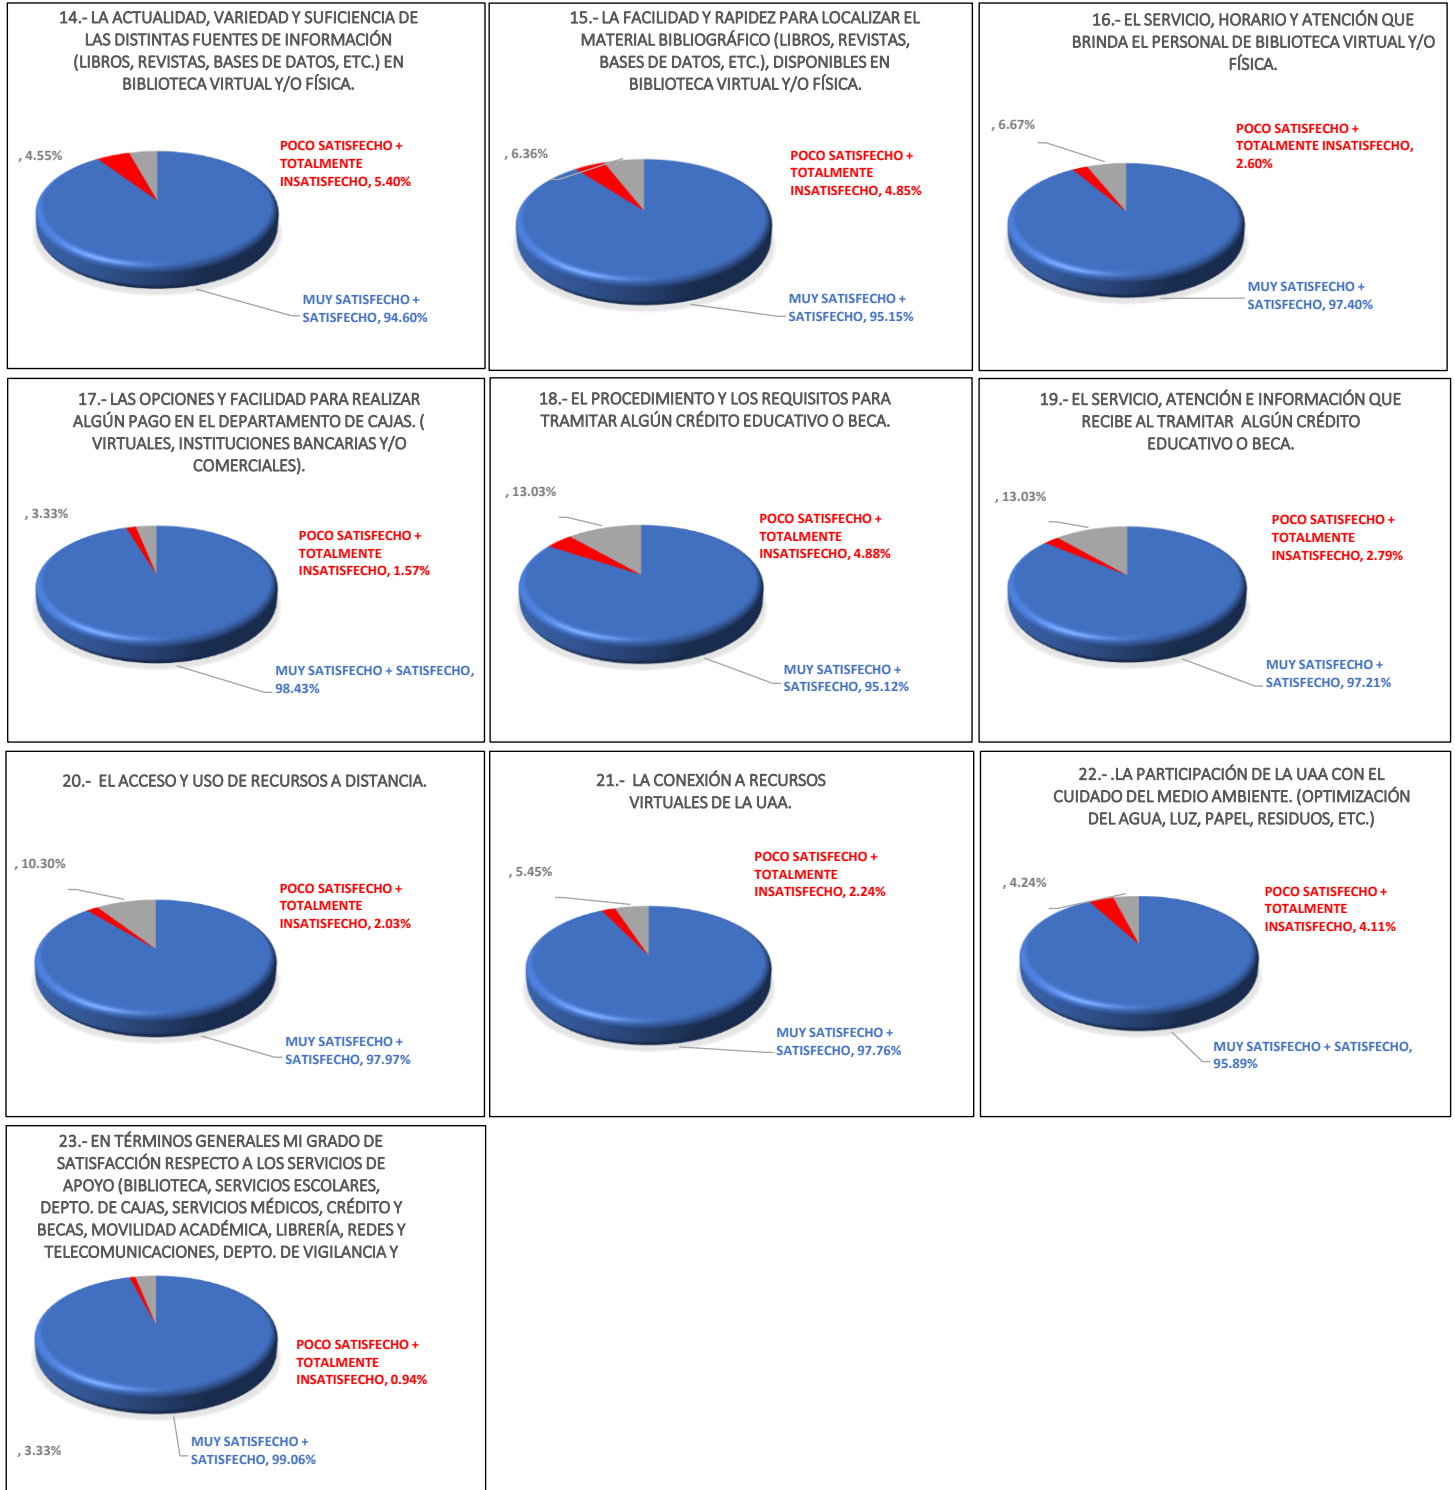 14.- LA ACTUALIDAD, VARIEDAD Y SUFICIENCIA DE
LAS DISTINTAS FUENTES DE INFORMACIÓN
(LIBROS, REVISTAS, BASES DE DATOS, ETC.) EN
BIBLIOTECA VIRTUAL Y/O FÍSICA.
, 4.55%
POCO SATISFECHO +
TOTALMENTE
INSATISFECHO, 5.40%
MUY SATISFECHO +
SATISFECHO, 94.60%
15.- LA FACILIDAD Y RAPIDEZ PARA LOCALIZAR EL
MATERIAL BIBLIOGRÁFICO (LIBROS, REVISTAS,
BASES DE DATOS, ETC.), DISPONIBLES EN
BIBLIOTECA VIRTUAL Y/O FÍSICA.
, 6.36%
POCO SATISFECHO +
TOTALMENTE
INSATISFECHO, 4.85%
MUY SATISFECHO +
SATISFECHO, 95.15%
16.- EL SERVICIO, HORARIO Y ATENCIÓN QUE
BRINDA EL PERSONAL DE BIBLIOTECA VIRTUAL Y/O
FÍSICA.
, 6.67%
POCO SATISFECHO +
TOTALMENTE INSATISFECHO,
2.60%
MUY SATISFECHO +
SATISFECHO, 97.40%
17.- LAS OPCIONES Y FACILIDAD PARA REALIZAR
ALGÚN PAGO EN EL DEPARTAMENTO DE CAJAS. (
VIRTUALES, INSTITUCIONES BANCARIAS Y/O
COMERCIALES).
, 3.33%
POCO SATISFECHO +
TOTALMENTE
INSATISFECHO, 1.57%
MUY SATISFECHO + SATISFECHO,
98.43%
18.- EL PROCEDIMIENTO Y LOS REQUISITOS PARA
TRAMITAR ALGÚN CRÉDITO EDUCATIVO O BECA.
, 13.03%
POCO SATISFECHO +
TOTALMENTE
INSATISFECHO, 4.88%
MUY SATISFECHO +
SATISFECHO, 95.12%
19.- EL SERVICIO, ATENCIÓN E INFORMACIÓN QUE
RECIBE AL TRAMITAR ALGÚN CRÉDITO
EDUCATIVO O BECA.
, 13.03%
POCO SATISFECHO +
TOTALMENTE
INSATISFECHO, 2.79%
MUY SATISFECHO +
SATISFECHO, 97.21%
20.- EL ACCESO Y USO DE RECURSOS A DISTANCIA.
, 10.30%
POCO SATISFECHO +
TOTALMENTE
INSATISFECHO, 2.03%
MUY SATISFECHO +
SATISFECHO, 97.97%
21.- LA CONEXIÓN A RECURSOS
VIRTUALES DE LA UAA.
, 5.45%
POCO SATISFECHO +
TOTALMENTE
INSATISFECHO, 2.24%
MUY SATISFECHO +
SATISFECHO, 97.76%
22.- .LA PARTICIPACIÓN DE LA UAA CON EL
CUIDADO DEL MEDIO AMBIENTE. (OPTIMIZACIÓN
DEL AGUA, LUZ, PAPEL, RESIDUOS, ETC.)
, 4.24%
POCO SATISFECHO +
TOTALMENTE
INSATISFECHO, 4.11%
MUY SATISFECHO + SATISFECHO,
95.89%
23.- EN TÉRMINOS GENERALES MI GRADO DE
SATISFACCIÓN RESPECTO A LOS SERVICIOS DE
APOYO (BIBLIOTECA, SERVICIOS ESCOLARES,
DEPTO. DE CAJAS, SERVICIOS MÉDICOS, CRÉDITO Y
BECAS, MOVILIDAD ACADÉMICA, LIBRERÍA, REDES Y
TELECOMUNICACIONES, DEPTO. DE VIGILANCIA Y
POCO SATISFECHO +
TOTALMENTE
INSATISFECHO, 0.94%
MUY SATISFECHO +
SATISFECHO, 99.06%
, 3.33%